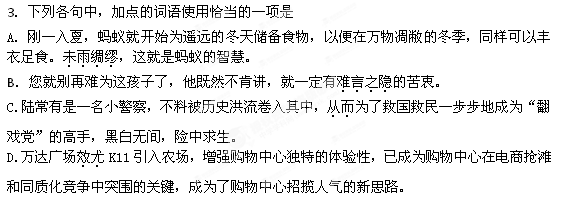 3. 下列各句中，加点的词语使用恰当的一项是
A. 刚一入夏，蚂蚁就开始为遥远的冬天储备食物，以便在万物凋敝的冬季，同样可以丰
衣足食。未雨绸缪，这就是蚂蚁的智慧。
B. 您就别再难为这孩子了，他既然不肯讲，就一定有难言之隐的苦衷。
C.陆常有是一名小警察，不料被历史洪流卷入其中，从而为了救国救民一步步地成为“翻
戏党”的高手，黑白无间，险中求生。
D.万达广场效尤 K11 引入农场，增强购物中心独特的体验性，已成为购物中心在电商抢滩
和同质化竞争中突围的关键，成为了购物中心招揽人气的新思路。